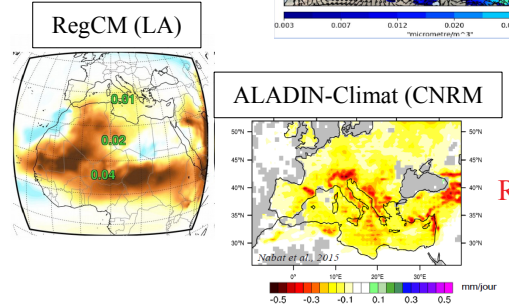 RegCM (LA)
0.003 0.007 0.012 0.020
"micrometre/m^3"
0.01
0.02
0.04
ALADIN-Climat (CNRM
50°N 50°N
45°N 45°N
40°N 40°N
35°N 35°N
30°N 30°N
R
Nabat et al., 2015
0° 10°E 20°E 30°E
mm/jour
-0.5 -0.3 -0.1 0.1 0.3 0.5